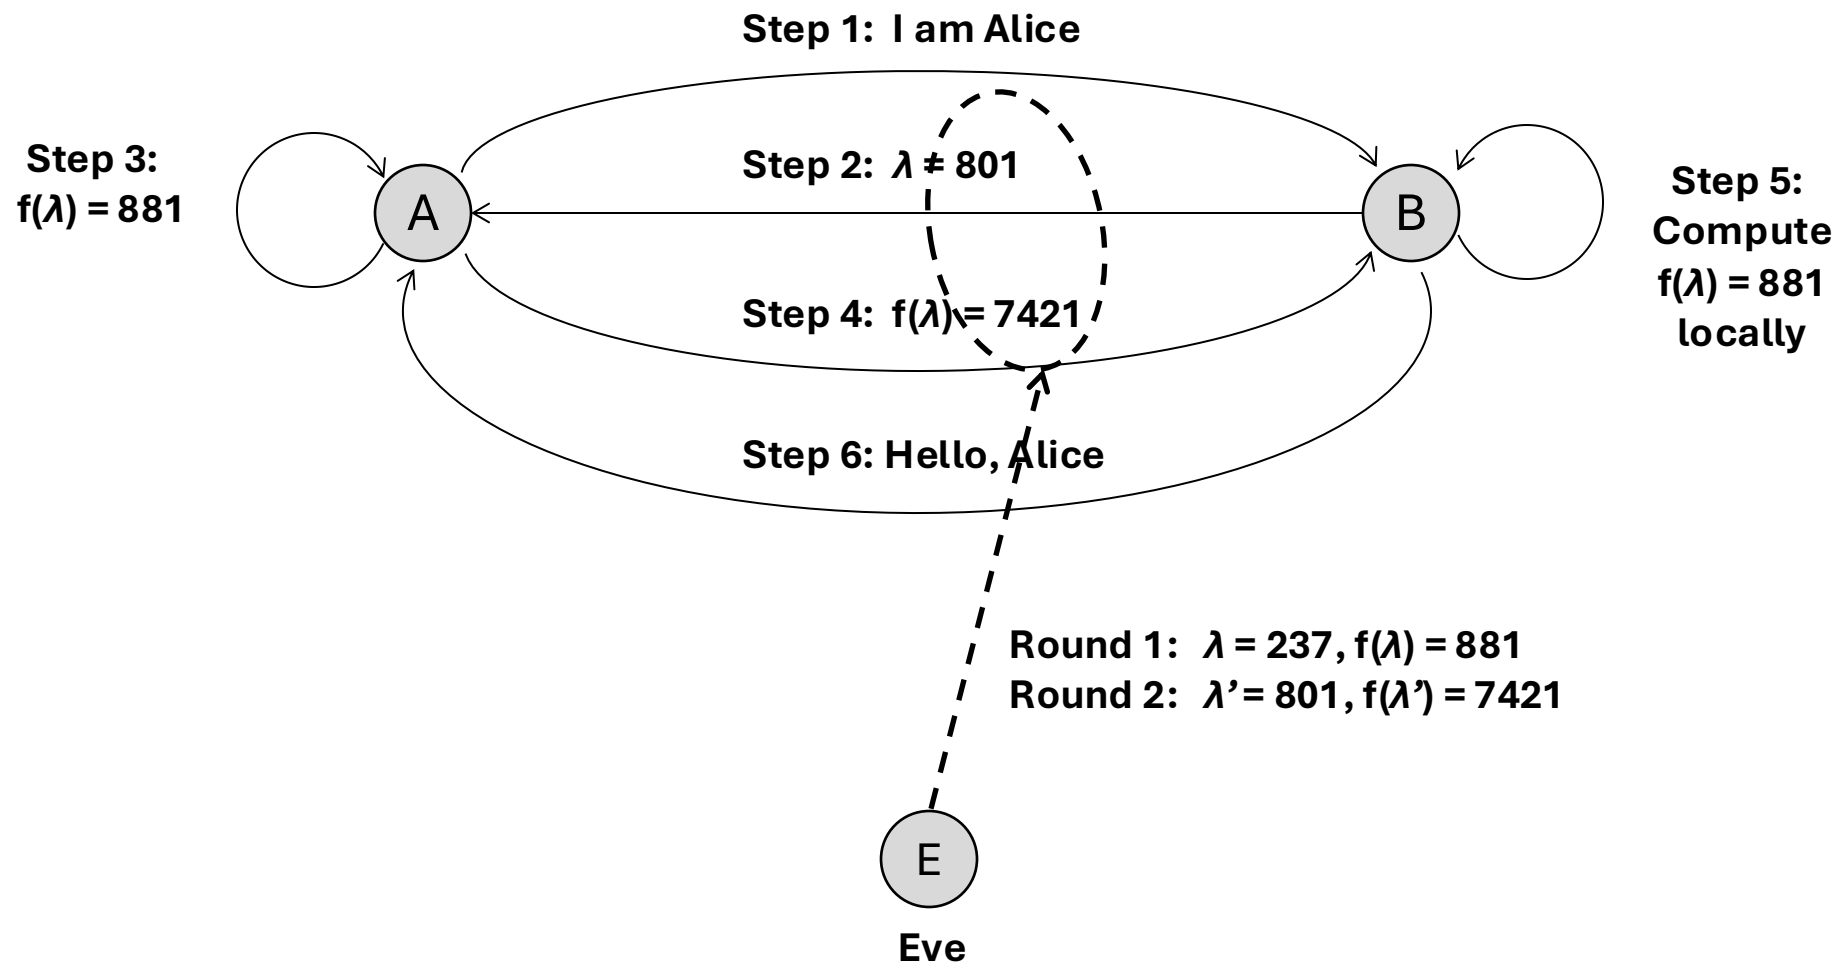 Step 1: I am Alice
Step 3:
f(λ) = 881
A
Step 2: λ = 801
B
Step 5:
Compute
f(λ) = 881
locally
Step 4: f(λ) = 7421
Step 6: Hello, Alice
Round 1: λ = 237, f(λ) = 881
Round 2: λ’ = 801, f(λ’) = 7421
E
Eve